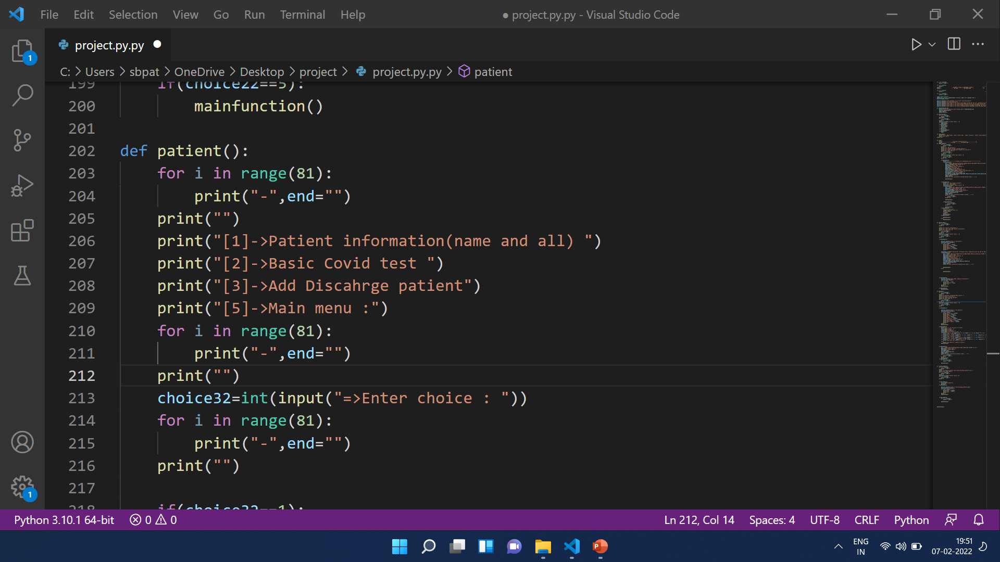 File Edit Selection View Go Run Terminal Help ● project.py.py - Visual Studio Code
project.py.py ●
C: > Users > sbpat > OneDrive > Desktop > project > project.py.py > patient
199 if(choice22==5):
200 mainfunction()
201
202 def patient():
203 for i in range(81):
204 print("-",end="")
205 print("")
206 print("[1]->Patient information(name and all) ")
207 print("[2]->Basic Covid test ")
208 print("[3]->Add Discahrge patient")
209 print("[5]->Main menu :")
210 for i in range(81):
211 print("-",end="")
212 print("")
213 choice32=int(input("=>Enter choice : "))
214 for i in range(81):
215 print("-",end="")
216 print("")
217
218 if(choice32==1):
1
1
Python 3.10.1 64-bit 0 0 Ln 212, Col 14 Spaces: 4 UTF-8 CRLF Python
ENG
IN
19:51
07-02-2022